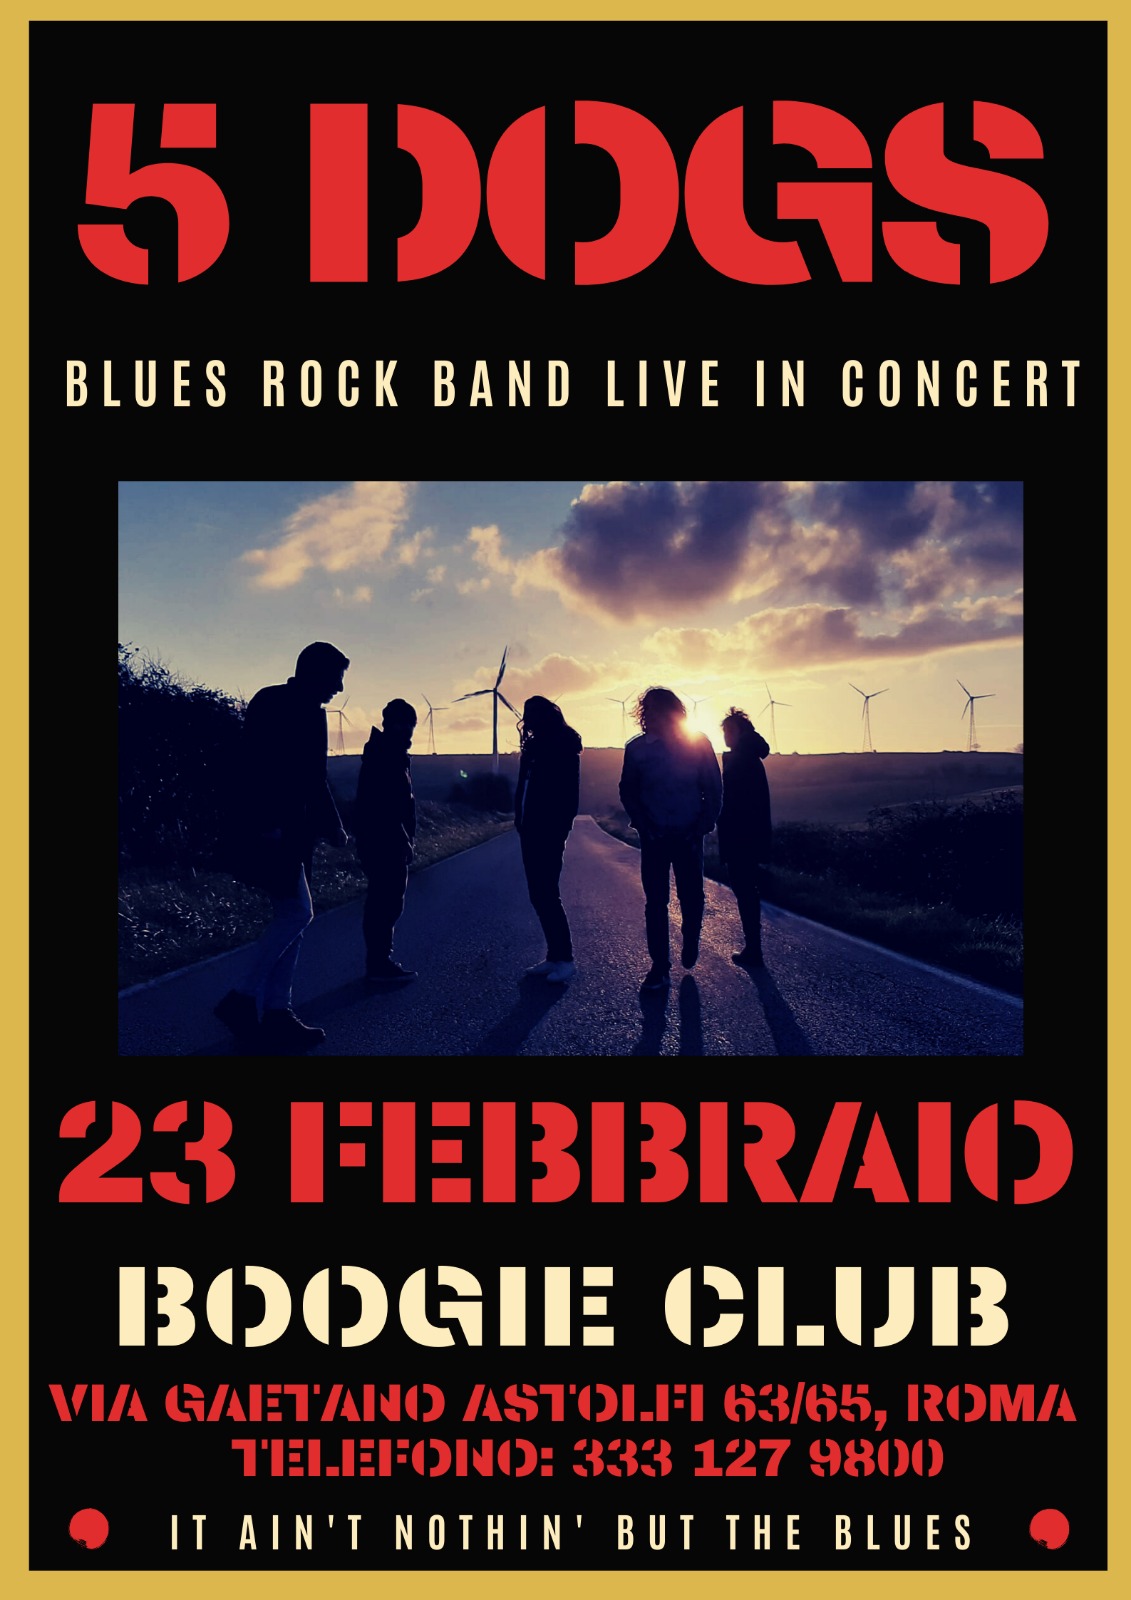 5 DOGS
BLUES ROCK BAND LIVE IN CONCERT
23 FEBBRAIO
BOOGIE CLUB
VIA GAETANO ASTOLFI 63/65, ROMA
TELEFONO: 333 127 9800
IT AIN'T NOTHIN' BUT THE BLUES